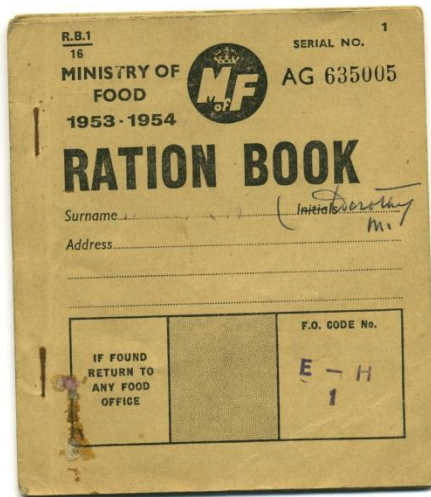 R.B.1
16
1
MINISTRY OF
FOOD
1953-1954
MofF
SERIAL NO.
AG 635005
RATION BOOK
Surname
Initials Dorothy
M.
Address
IF FOUND
RETURN TO
ANY FOOD
OFFICE
F.O. CODE No.
E - H
1